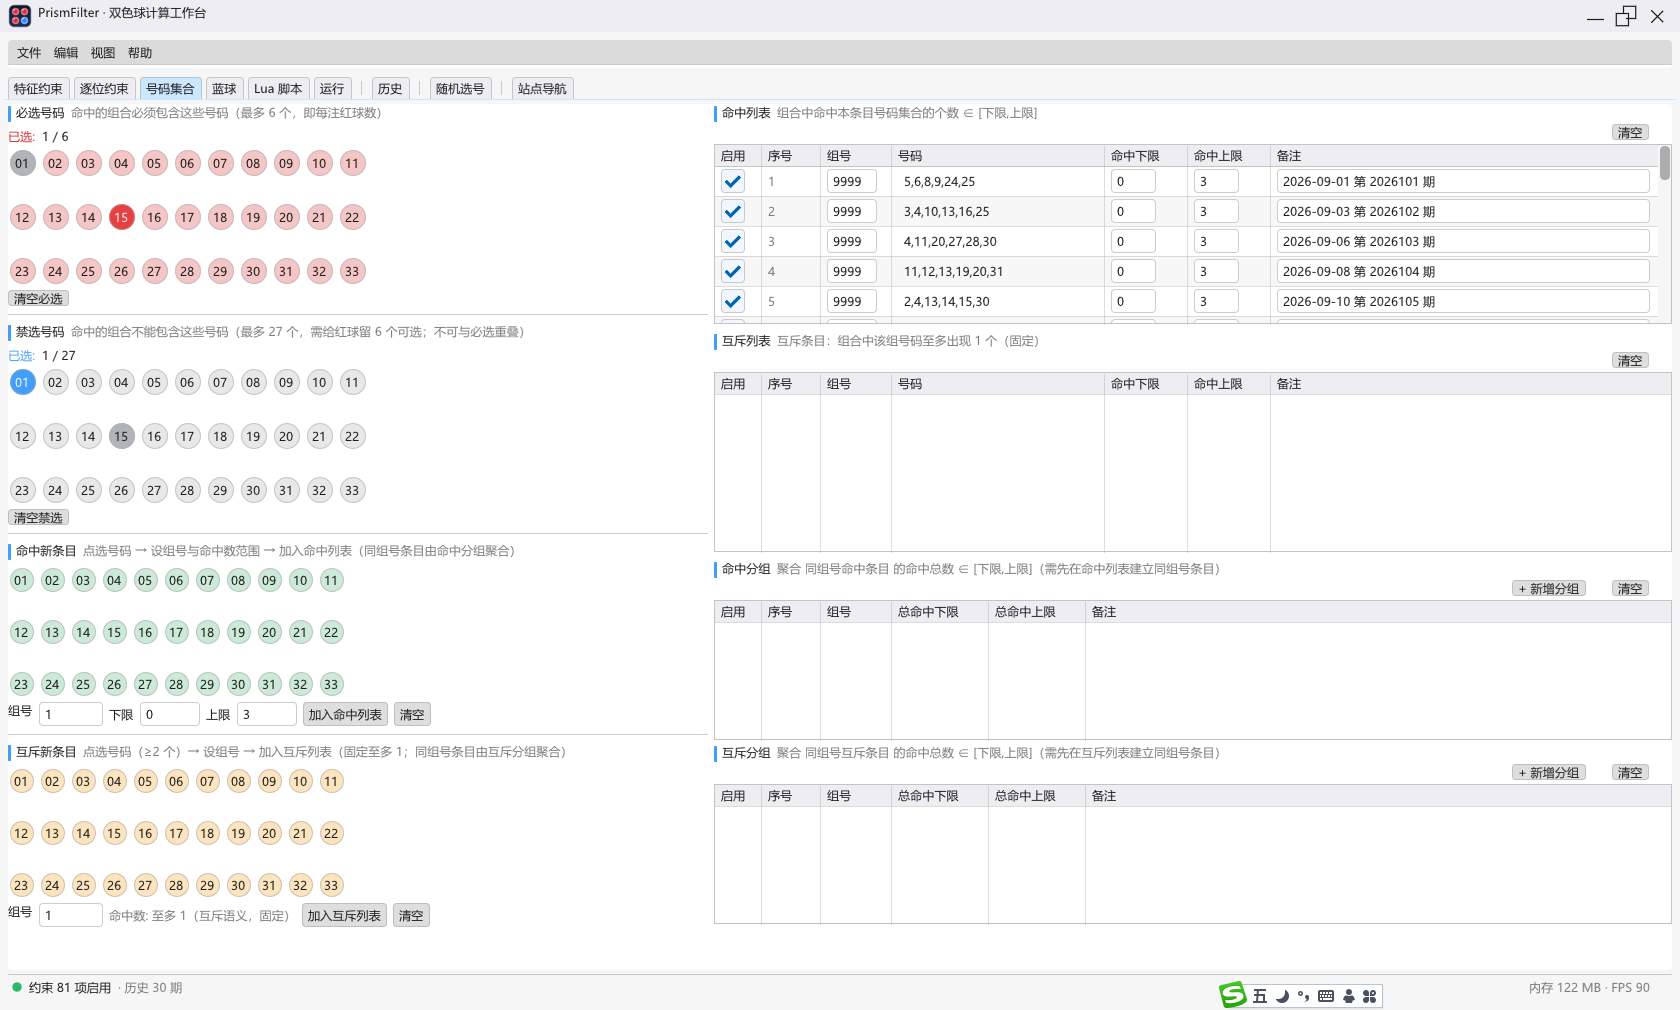 PrismFilter · 双色球计算工作台
文件 编辑 视图 帮助
特征约束 逐位约束 号码集合 蓝球 Lua 脚本 运行 历史 随机选号 站点导航
必选号码 命中的组合必须包含这些号码（最多 6 个，即每注红球数）
已选: 1 / 6
01 02 03 04 05 06 07 08 09 10 11
12 13 14 15 16 17 18 19 20 21 22
23 24 25 26 27 28 29 30 31 32 33
清空必选
禁选号码 命中的组合不能包含这些号码（最多 27 个，需给红球留 6 个可选；不可与必选重叠）
已选: 1 / 27
01 02 03 04 05 06 07 08 09 10 11
12 13 14 15 16 17 18 19 20 21 22
23 24 25 26 27 28 29 30 31 32 33
清空禁选
命中新条目 点选号码 → 设组号与命中数范围 → 加入命中列表（同组号条目由命中分组聚合）
01 02 03 04 05 06 07 08 09 10 11
12 13 14 15 16 17 18 19 20 21 22
23 24 25 26 27 28 29 30 31 32 33
组号 1 下限 0 上限 3 加入命中列表 清空
互斥新条目 点选号码（≥2 个）→ 设组号 → 加入互斥列表（固定至多 1；同组号条目由互斥分组聚合）
01 02 03 04 05 06 07 08 09 10 11
12 13 14 15 16 17 18 19 20 21 22
23 24 25 26 27 28 29 30 31 32 33
组号 1 命中数: 至多 1（互斥语义，固定） 加入互斥列表 清空
命中列表 组合中命中本条目号码集合的个数 ∈ [下限,上限]
清空
启用 序号 组号 号码 命中下限 命中上限 备注
1 9999 5,6,8,9,24,25 0 3 2026-09-01 第 2026101 期
2 9999 3,4,10,13,16,25 0 3 2026-09-03 第 2026102 期
3 9999 4,11,20,27,28,30 0 3 2026-09-06 第 2026103 期
4 9999 11,12,13,19,20,31 0 3 2026-09-08 第 2026104 期
5 9999 2,4,13,14,15,30 0 3 2026-09-10 第 2026105 期
互斥列表 互斥条目：组合中该组号码至多出现 1 个（固定）
清空
启用 序号 组号 号码 命中下限 命中上限 备注
命中分组 聚合 同组号命中条目 的命中总数 ∈ [下限,上限]（需先在命中列表建立同组号条目）
+ 新增分组 清空
启用 序号 组号 总命中下限 总命中上限 备注
互斥分组 聚合 同组号互斥条目 的命中总数 ∈ [下限,上限]（需先在互斥列表建立同组号条目）
+ 新增分组 清空
启用 序号 组号 总命中下限 总命中上限 备注
约束 81 项启用 · 历史 30 期
S 五
内存 122 MB · FPS 90